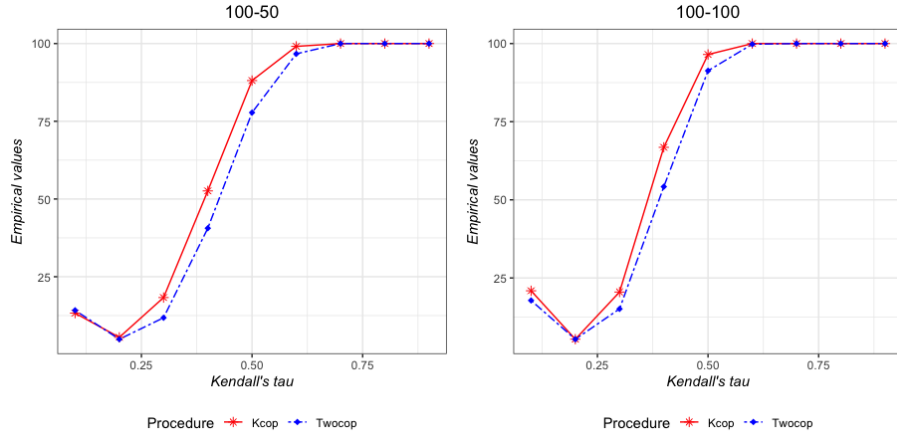 100-50
100
75
50
25
Empirical values
0.25 0.50 0.75
Kendall's tau
Procedure Kcop Twocop
100-100
100
75
50
25
Empirical values
0.25 0.50 0.75
Kendall's tau
Procedure Kcop Twocop